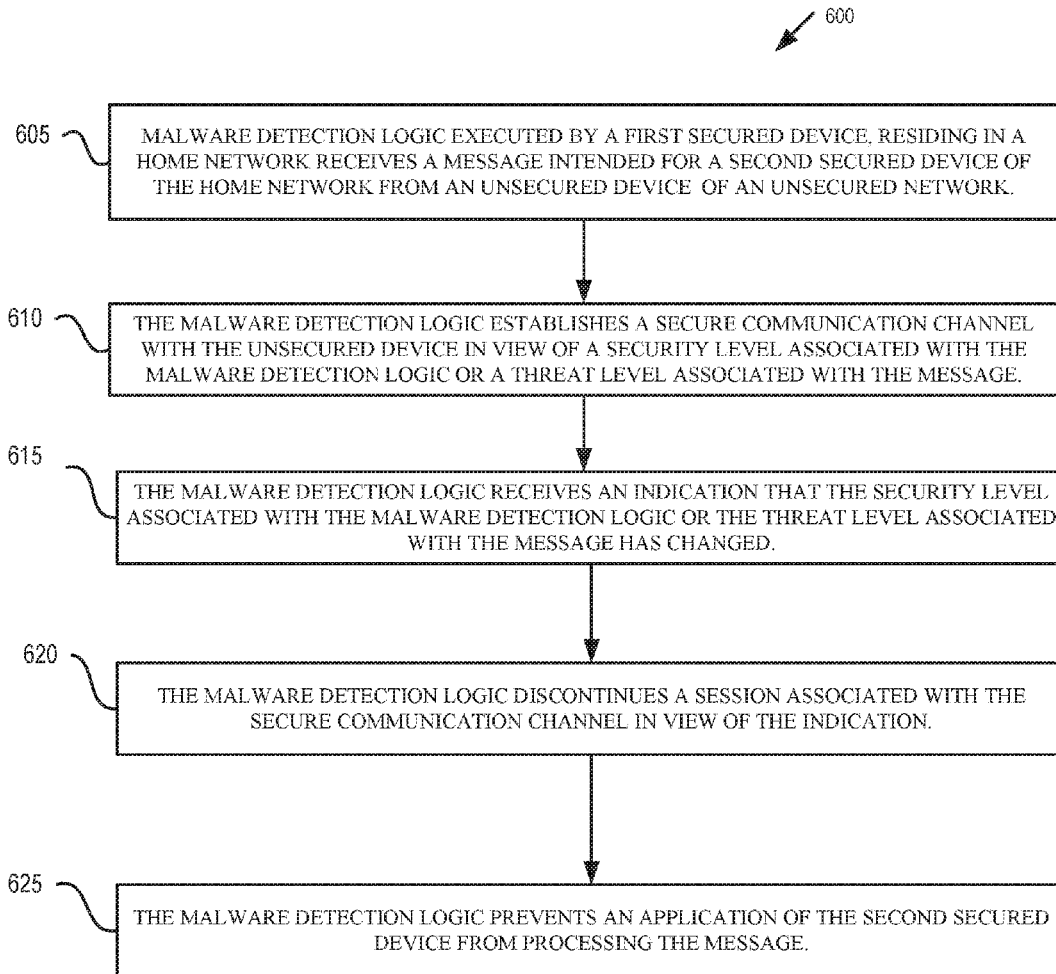 600
605
MALWARE DETECTION LOGIC EXECUTED BY A FIRST SECURED DEVICE, RESIDING IN A
HOME NETWORK RECEIVES A MESSAGE INTENDED FOR A SECOND SECURED DEVICE OF
THE HOME NETWORK FROM AN UNSECURED DEVICE OF AN UNSECURED NETWORK.
610
THE MALWARE DETECTION LOGIC ESTABLISHES A SECURE COMMUNICATION CHANNEL
WITH THE UNSECURED DEVICE IN VIEW OF A SECURITY LEVEL ASSOCIATED WITH THE
MALWARE DETECTION LOGIC OR A THREAT LEVEL ASSOCIATED WITH THE MESSAGE.
615
THE MALWARE DETECTION LOGIC RECEIVES AN INDICATION THAT THE SECURITY LEVEL
ASSOCIATED WITH THE MALWARE DETECTION LOGIC OR THE THREAT LEVEL ASSOCIATED
WITH THE MESSAGE HAS CHANGED.
620
THE MALWARE DETECTION LOGIC DISCONTINUES A SESSION ASSOCIATED WITH THE
SECURE COMMUNICATION CHANNEL IN VIEW OF THE INDICATION.
625
THE MALWARE DETECTION LOGIC PREVENTS AN APPLICATION OF THE SECOND SECURED
DEVICE FROM PROCESSING THE MESSAGE.